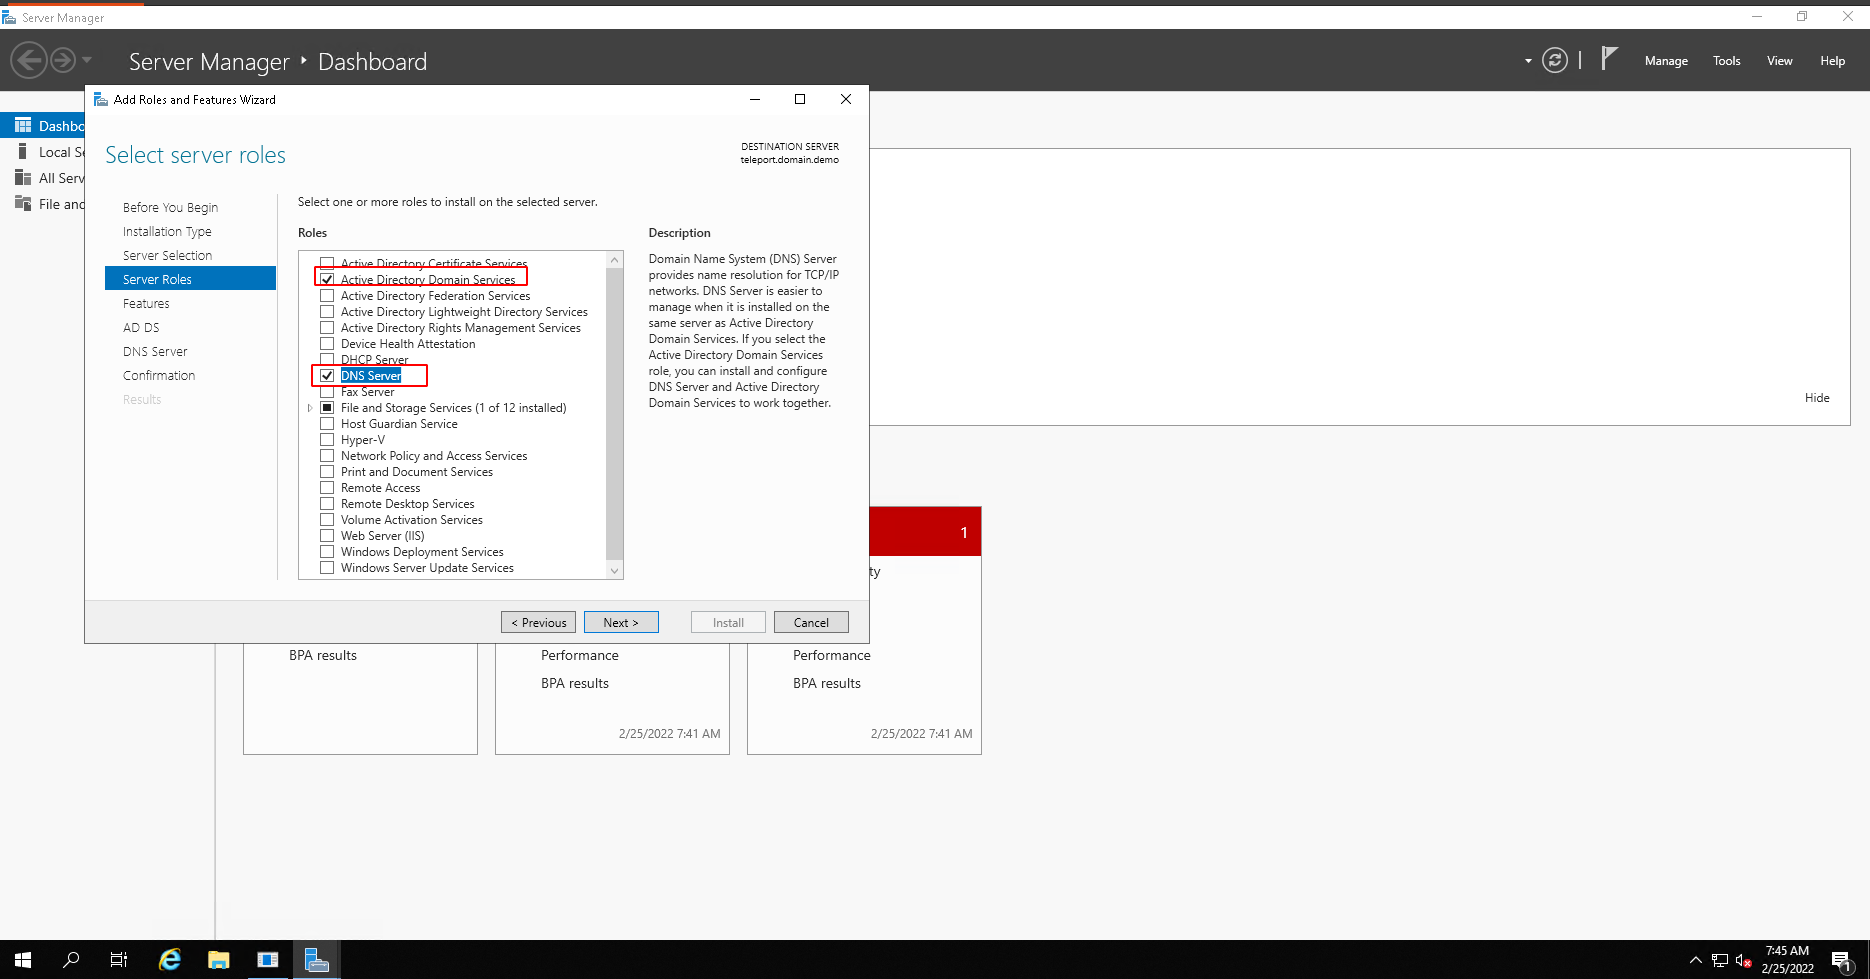 Server Manager
Server Manager ‣ Dashboard
Manage
Tools
View
Help
Dashbo
Local Se
All Serv
File and
Add Roles and Features Wizard
Select server roles
DESTINATION SERVER
teleport.domain.demo
Before You Begin
Installation Type
Server Selection
Server Roles
Features
AD DS
DNS Server
Confirmation
Results
Select one or more roles to install on the selected server.
Roles
Active Directory Certificate Services
Active Directory Domain Services
Active Directory Federation Services
Active Directory Lightweight Directory Services
Active Directory Rights Management Services
Device Health Attestation
DHCP Server
DNS Server
Fax Server
File and Storage Services (1 of 12 installed)
Host Guardian Service
Hyper-V
Network Policy and Access Services
Print and Document Services
Remote Access
Remote Desktop Services
Volume Activation Services
Web Server (IIS)
Windows Deployment Services
Windows Server Update Services
Description
Domain Name System (DNS) Server
provides name resolution for TCP/IP
networks. DNS Server is easier to
manage when it is installed on the
same server as Active Directory
Domain Services. If you select the
Active Directory Domain Services
role, you can install and configure
DNS Server and Active Directory
Domain Services to work together.
< Previous
Next >
Install
Cancel
Hide
1
ty
BPA results
Performance
BPA results
2/25/2022 7:41 AM
Performance
BPA results
2/25/2022 7:41 AM
7:45 AM
2/25/2022
1